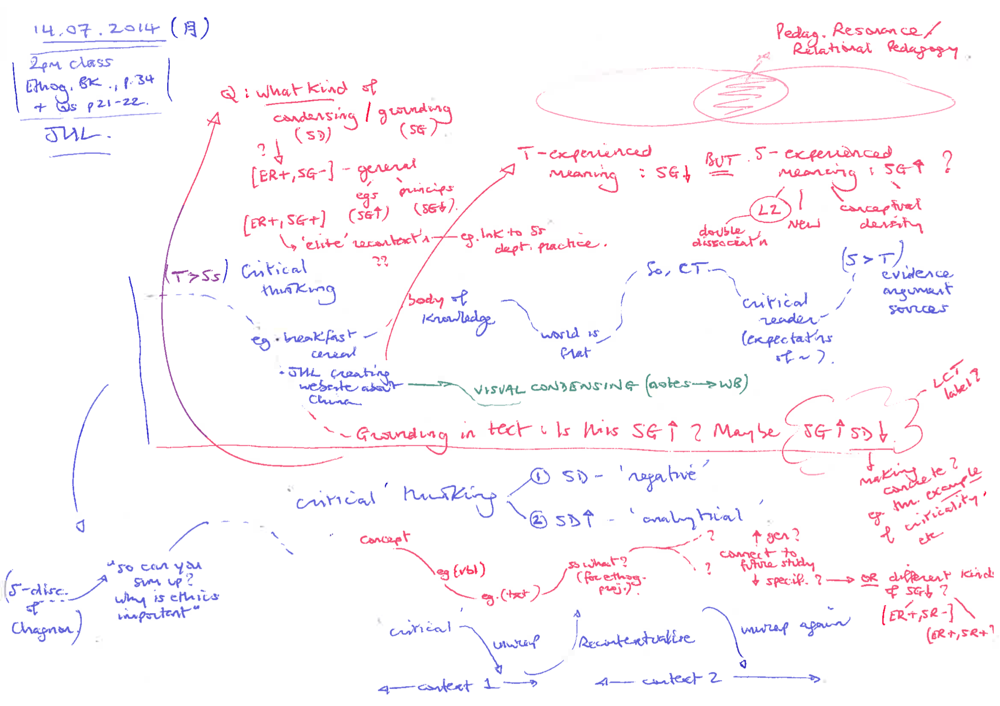 14.07.2014 (月)
2pm class
Ethog. BK., p.34
+ Qs p21-22.
JHL.
Pedag. Resonance/
Relational Pedagogy
Q: what kind of
condensing / grounding
(SD) (SG)
?
[ER+, SG-] - general
egs princips
(SG↑) (SG↓).
[ER+, SG+]
'elite' recontext'n
??
eg. link to Ss
dept. practice.
T-experienced
meaning : SG↓
BUT
S-experienced
meaning : SG↑ ?
L2
New
conceptual
density
double
dissociat'n
(T>Ss) Critical
thinking
eg. breakfast
cereal
• JHL creating
website about
China
body of
knowledge
world is
flat
So, CT
critical
reader
(expectat'ns
of ~).
(S>T)
evidence
argument
sources
VISUAL CONDENSING (notes→WB)
LCT
label?
Grounding in text : Is this SG↑ ? Maybe SG↑ SD↓
making
concrete?
eg. thr. example
of criticality.
etc
critical' thinking
① SD - 'negative'
② SD↑ - 'analytical'
(S-disc.
of
Chagnon)
"so can you
sum up?
Why is ethics
important"
concept
eg (vbl)
eg. (txt)
so what?
(for ethog.
proj.).
?
?
↑ gen?
connect to
future study
↓ specif. ? → OR different kind
of SG↓ ?
[ER+, SR-]
(ER+, SR+?
critical
unwrap
Recontextualise
unwrap again
← context 1 →
← context 2 →